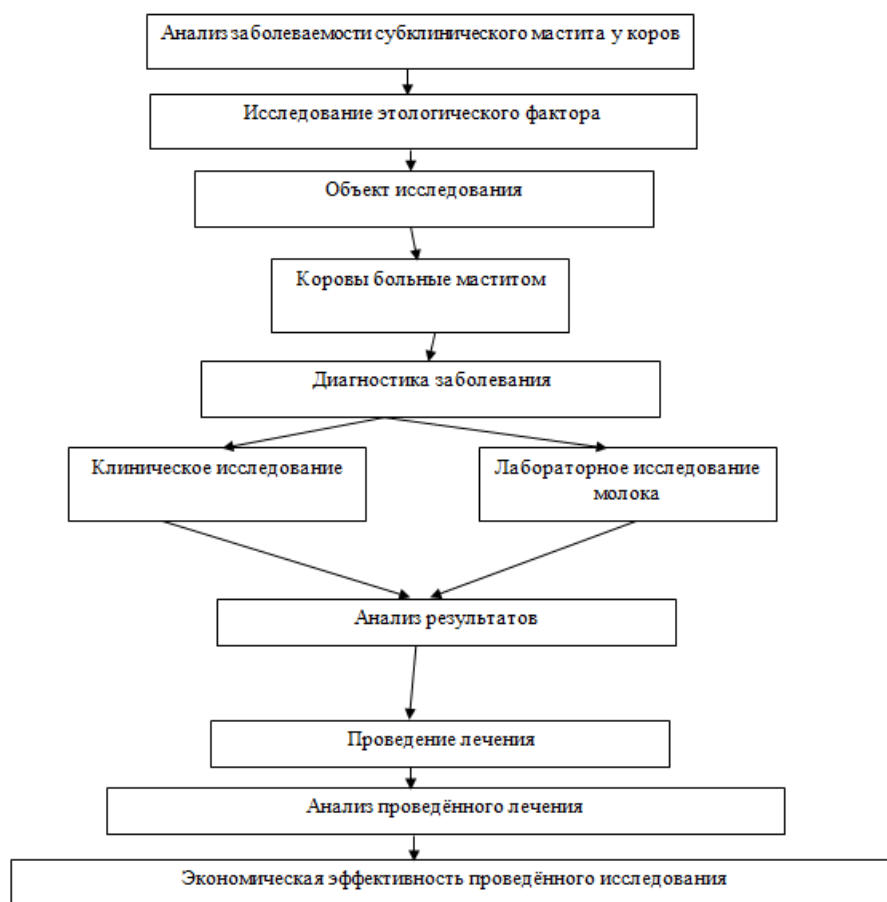 Анализ заболеваемости субклинического мастита у коров
Исследование этологического фактора
Объект исследования
Коровы больные маститом
Диагностика заболевания
Клиническое исследование
Лабораторное исследование
молока
Анализ результатов
Проведение лечения
Анализ проведённого лечения
Экономическая эффективность проведённого исследования